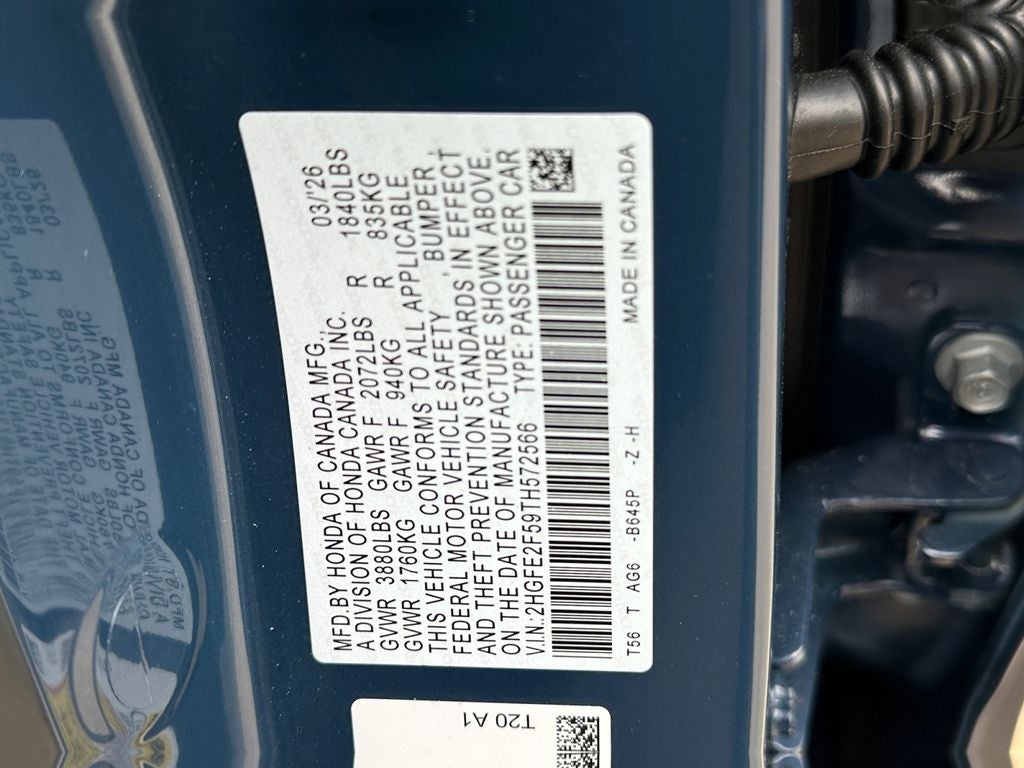 MFD.BY HONDA OF CANADA MFG., 03/'26
A DIVISION OF HONDA CANADA INC.
GVWR 3880LBS GAWR F 2072LBS R 1840LBS
GVWR 1760KG GAWR F 940KG R 835KG
THIS VEHICLE CONFORMS TO ALL APPLICABLE
FEDERAL MOTOR VEHICLE SAFETY, BUMPER,
AND THEFT PREVENTION STANDARDS IN EFFECT
ON THE DATE OF MANUFACTURE SHOWN ABOVE.
V.I.N.:2HGFE2F59TH572566 TYPE: PASSENGER CAR
T56 T AG6 -B645P -Z -H MADE IN CANADA
T20 A1